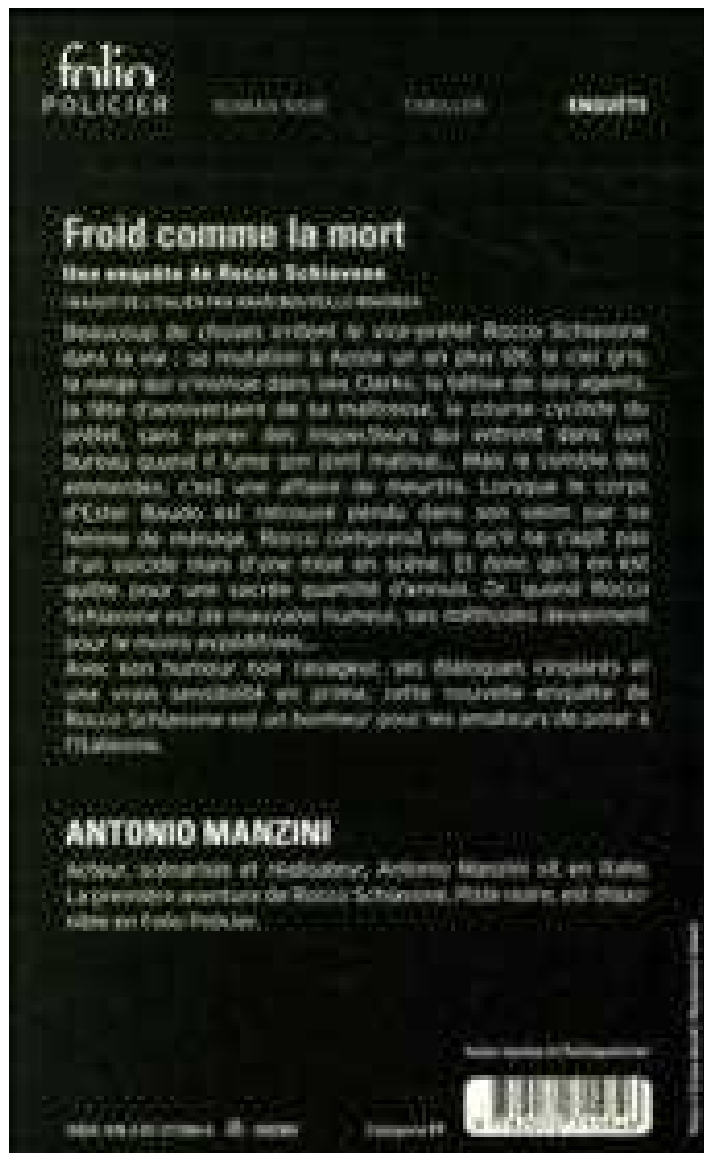 folio
POLICIER ROMAN NOIR THRILLER ENQUÊTE
Froid comme la mort
Une enquête de Rocco Schiavone
TRADUIT DE L'ITALIEN PAR
Beaucoup de choses irritent le vice-préfet Rocco Schiavone
dans la vie : sa mutation à Aoste un an plus tôt, le ciel gris,
la neige qui s'insinue dans ses Clarks, la bêtise de ses agents,
la fête d'anniversaire de sa maîtresse, la course cycliste du
préfet, sans parler des inspecteurs qui entrent dans son
bureau quand il fume son joint matinal... Mais le comble des
emmerdes, c'est une affaire de meurtre. Lorsque le corps
d'Ester Baudo est retrouvé pendu dans son salon par sa
femme de ménage, Rocco comprend vite qu'il ne s'agit pas
d'un suicide mais d'une mise en scène. Et donc qu'il en est
quitte pour une sacrée quantité d'ennuis. Or, quand Rocco
Schiavone est de mauvaise humeur, ses méthodes deviennent
pour le moins expéditives...
Avec son humour noir ravageur, ses dialogues cinglants et
une vraie sensibilité en prime, cette nouvelle enquête de
Rocco Schiavone est un bonheur pour les amateurs de polar à
l'italienne.
ANTONIO MANZINI
Acteur, scénariste et réalisateur, Antonio Manzini vit en Italie.
La première aventure de Rocco Schiavone, Piste noire, est dispo-
nible en Folio Policier.